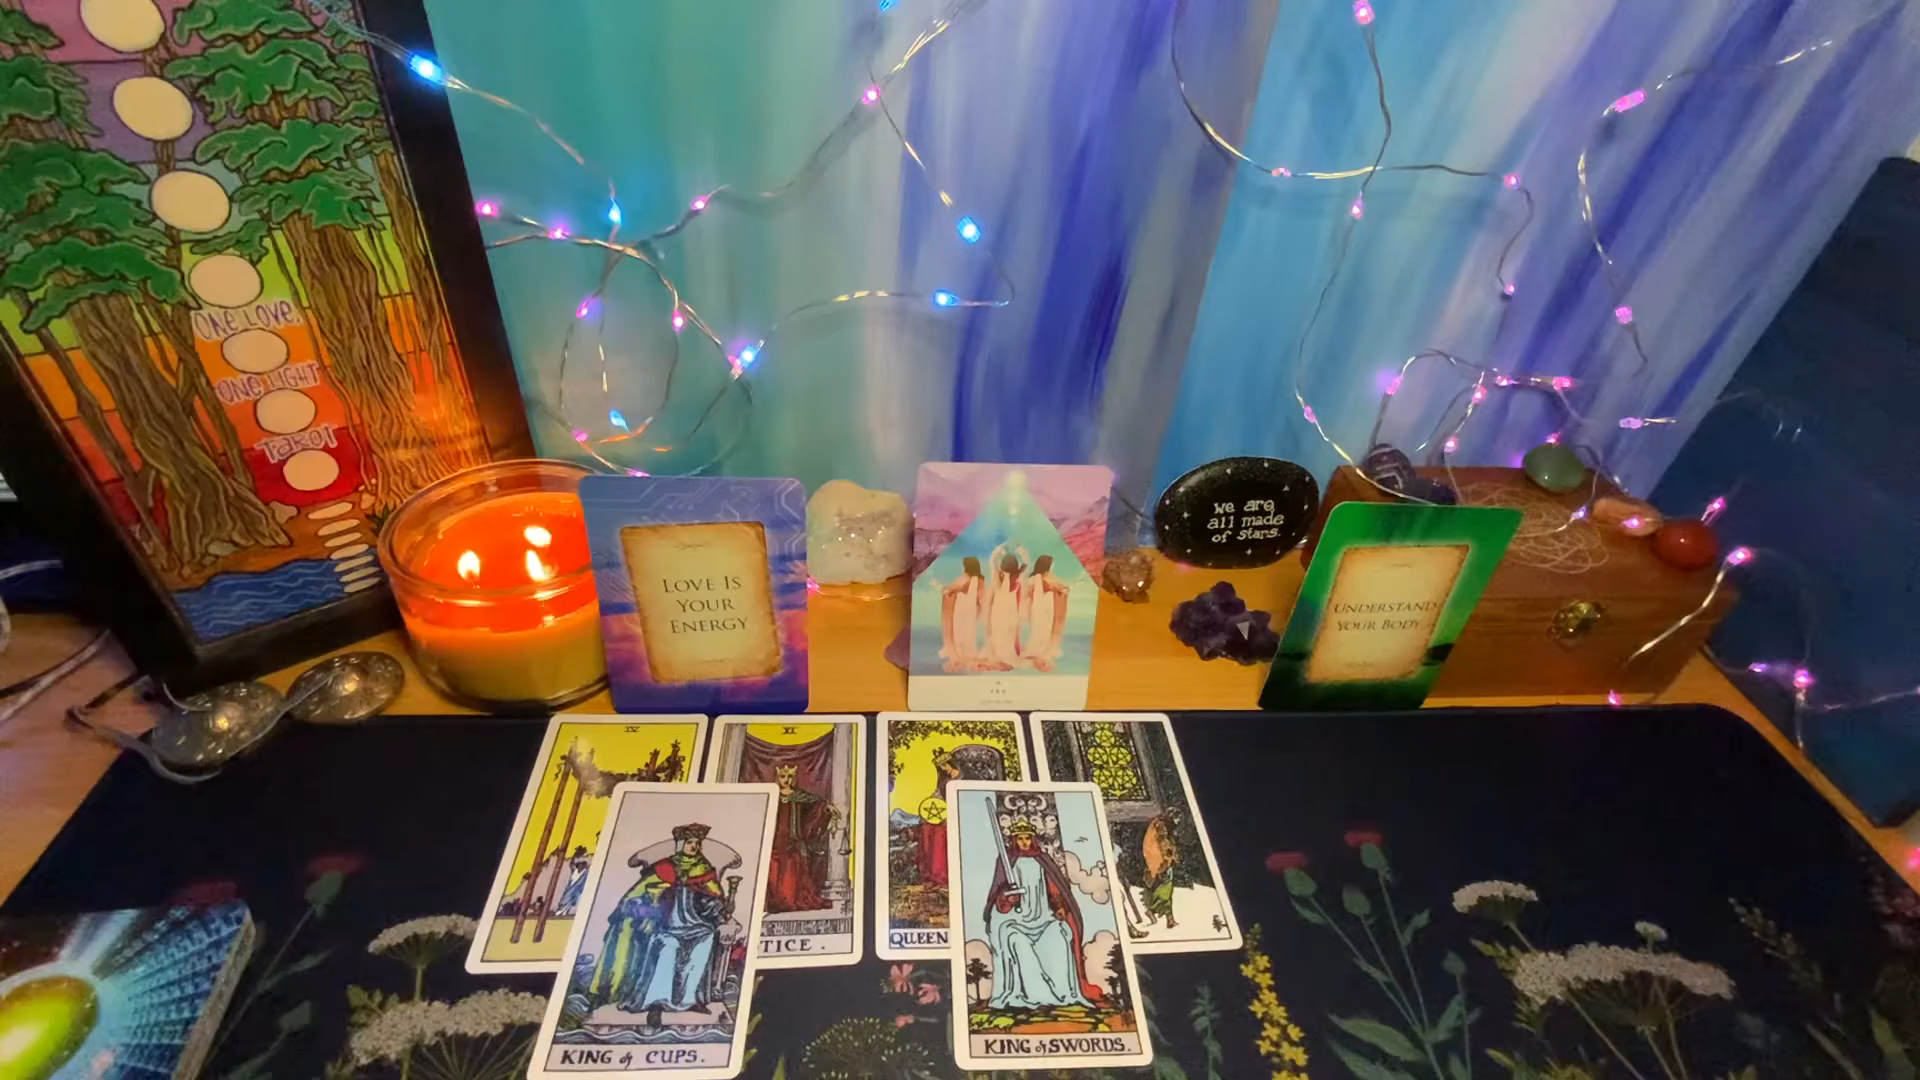 ONE LOVE.
ONE LIGHT
TAROT
LOVE IS
YOUR
ENERGY
we are
all made
of stars.
UNDERSTAND
YOUR BODY
IV
XI
TICE.
QUEEN
KING of CUPS.
KING of SWORDS.